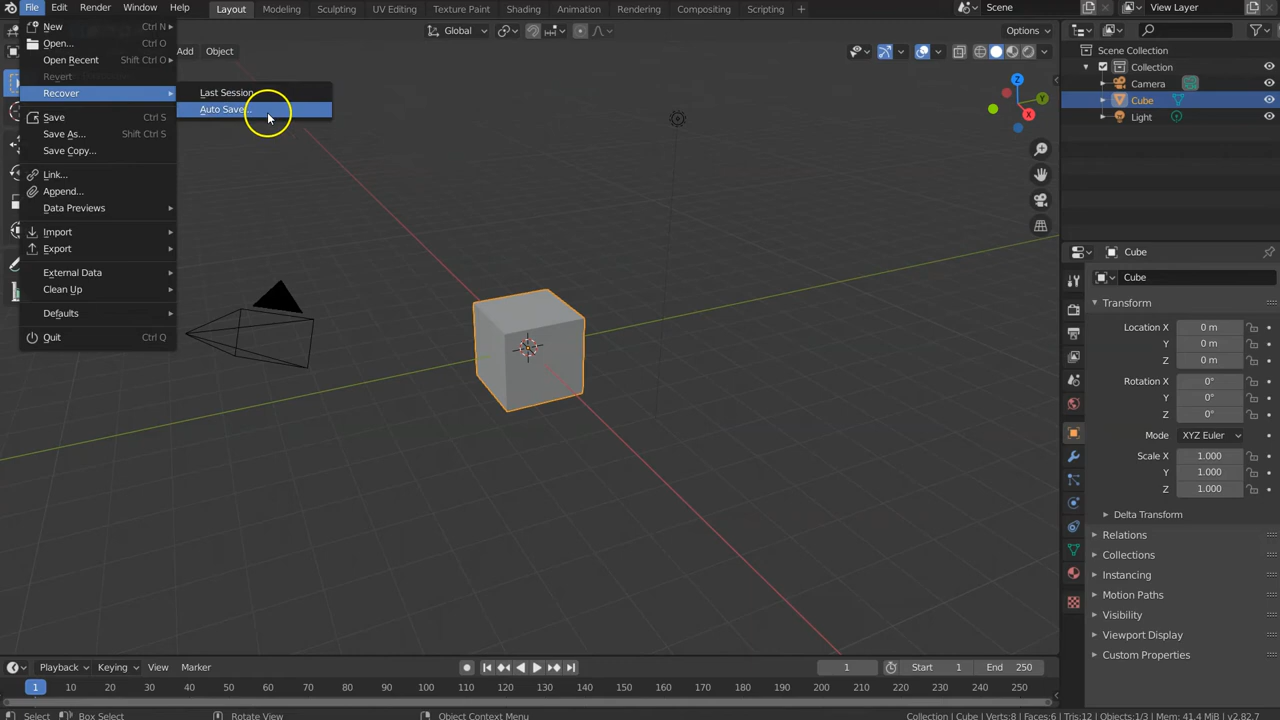 File Edit Render Window Help Layout Modeling Sculpting UV Editing Texture Paint Shading Animation Rendering Compositing Scripting + Scene View Layer
New Ctrl N
Open... Ctrl O
Open Recent Shift Ctrl O
Revert
Recover
Save Ctrl S
Save As... Shift Ctrl S
Save Copy...
Link...
Append...
Data Previews
Import
Export
External Data
Clean Up
Defaults
Quit Ctrl Q
Last Session
Auto Save...
Add Object Global Options
X
Y
Z
Scene Collection
Collection
Camera
Cube
Light
Cube
Cube
Transform
Location X 0 m
Y 0 m
Z 0 m
Rotation X 0°
Y 0°
Z 0°
Mode XYZ Euler
Scale X 1.000
Y 1.000
Z 1.000
Delta Transform
Relations
Collections
Instancing
Motion Paths
Visibility
Viewport Display
Custom Properties
Playback Keying View Marker 1 Start 1 End 250
1 10 20 30 40 50 60 70 80 90 100 110 120 130 140 150 160 170 180 190 200 210 220 230 240 250
Select Box Select Rotate View Object Context Menu Collection | Cube | Verts:8 | Faces:6 | Tris:12 | Objects:1/3 | Mem: 41.4 MiB | v2.82.7